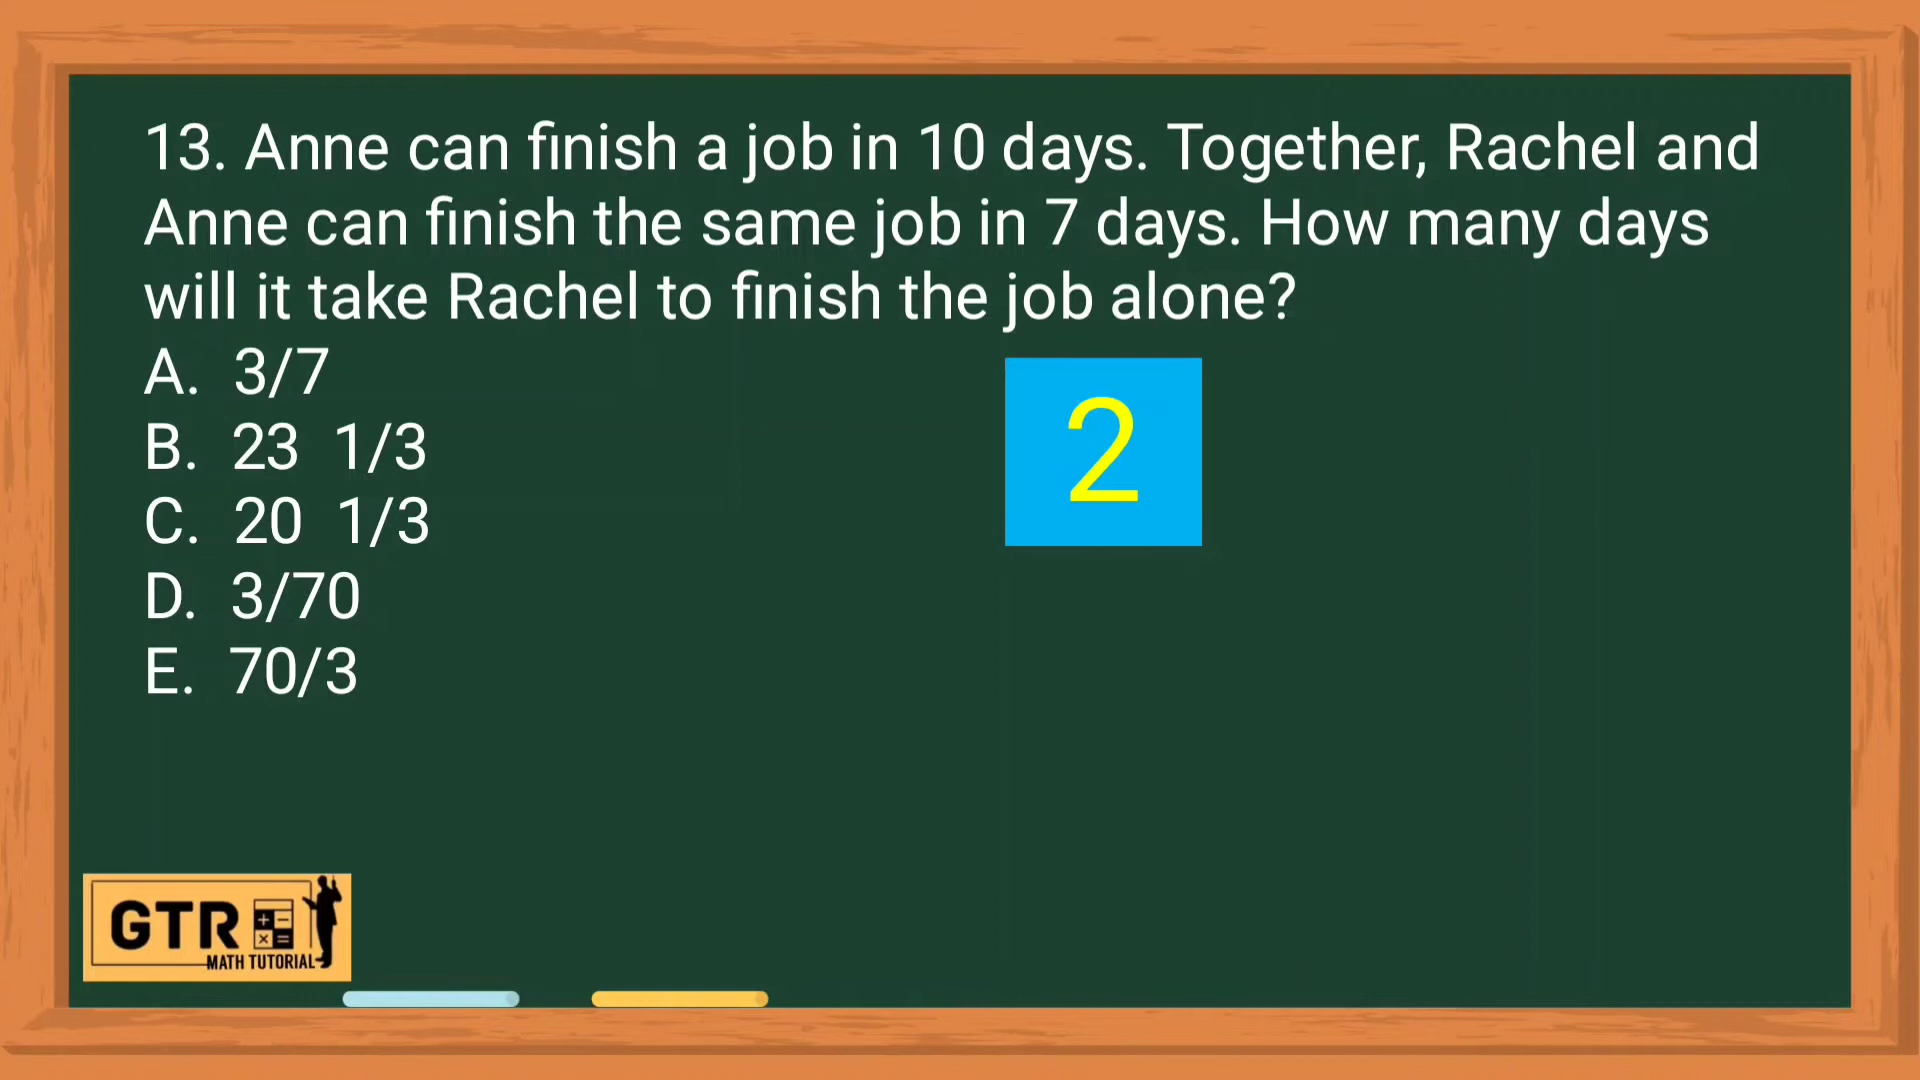 13. Anne can finish a job in 10 days. Together, Rachel and
Anne can finish the same job in 7 days. How many days
will it take Rachel to finish the job alone?
A. 3/7
B. 23 1/3
C. 20 1/3
D. 3/70
E. 70/3
2
GTR
MATH TUTORIAL